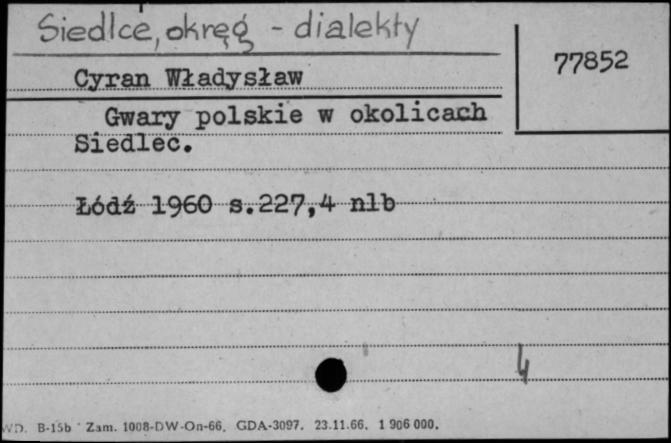 Siedlce, okręg - dialekty
77852
Cyran Władysław
Gwary polskie w okolicach
Siedlec.
Łódź 1960 s.227,4 nlb
4
WD. B-15b Zam. 1008-DW-On-66. GDA-3097. 23.11.66. 1 906 000.